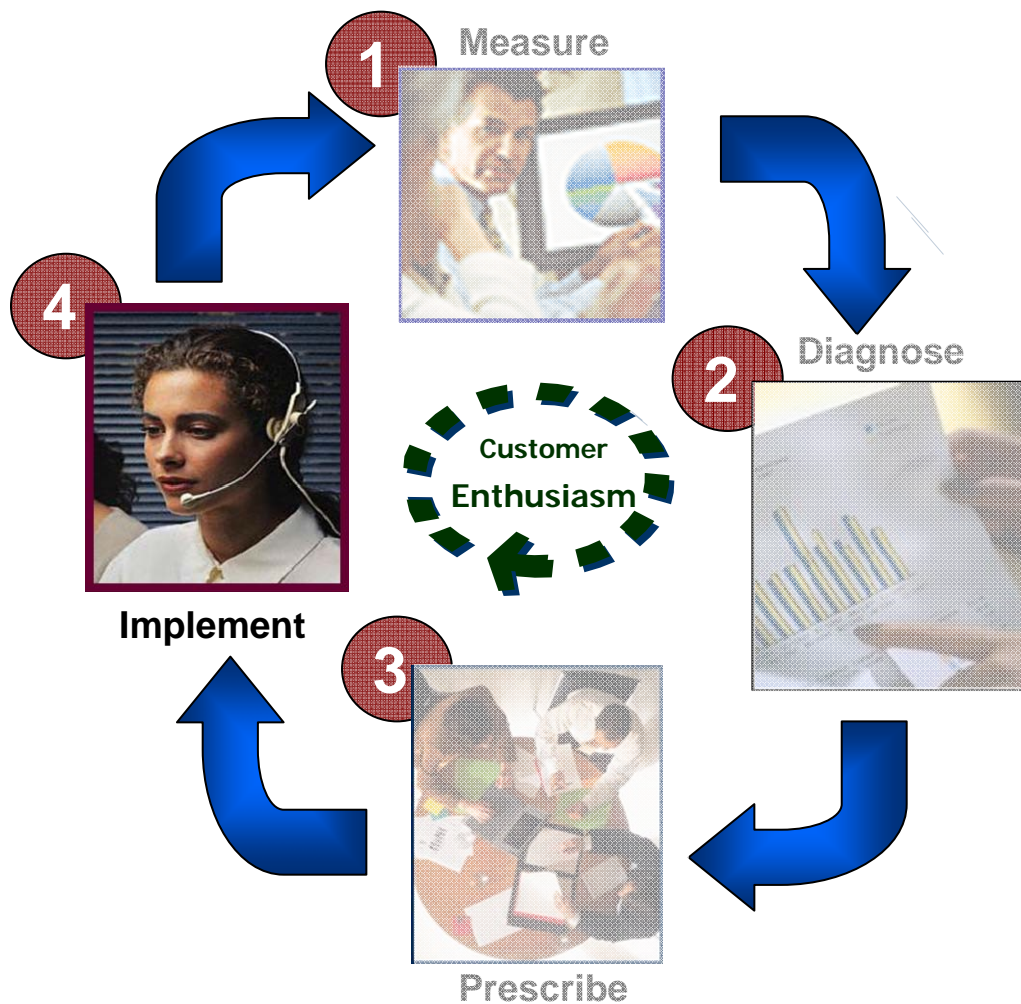 1
Measure
2
Diagnose
3
Prescribe
4
Implement
Customer
Enthusiasm